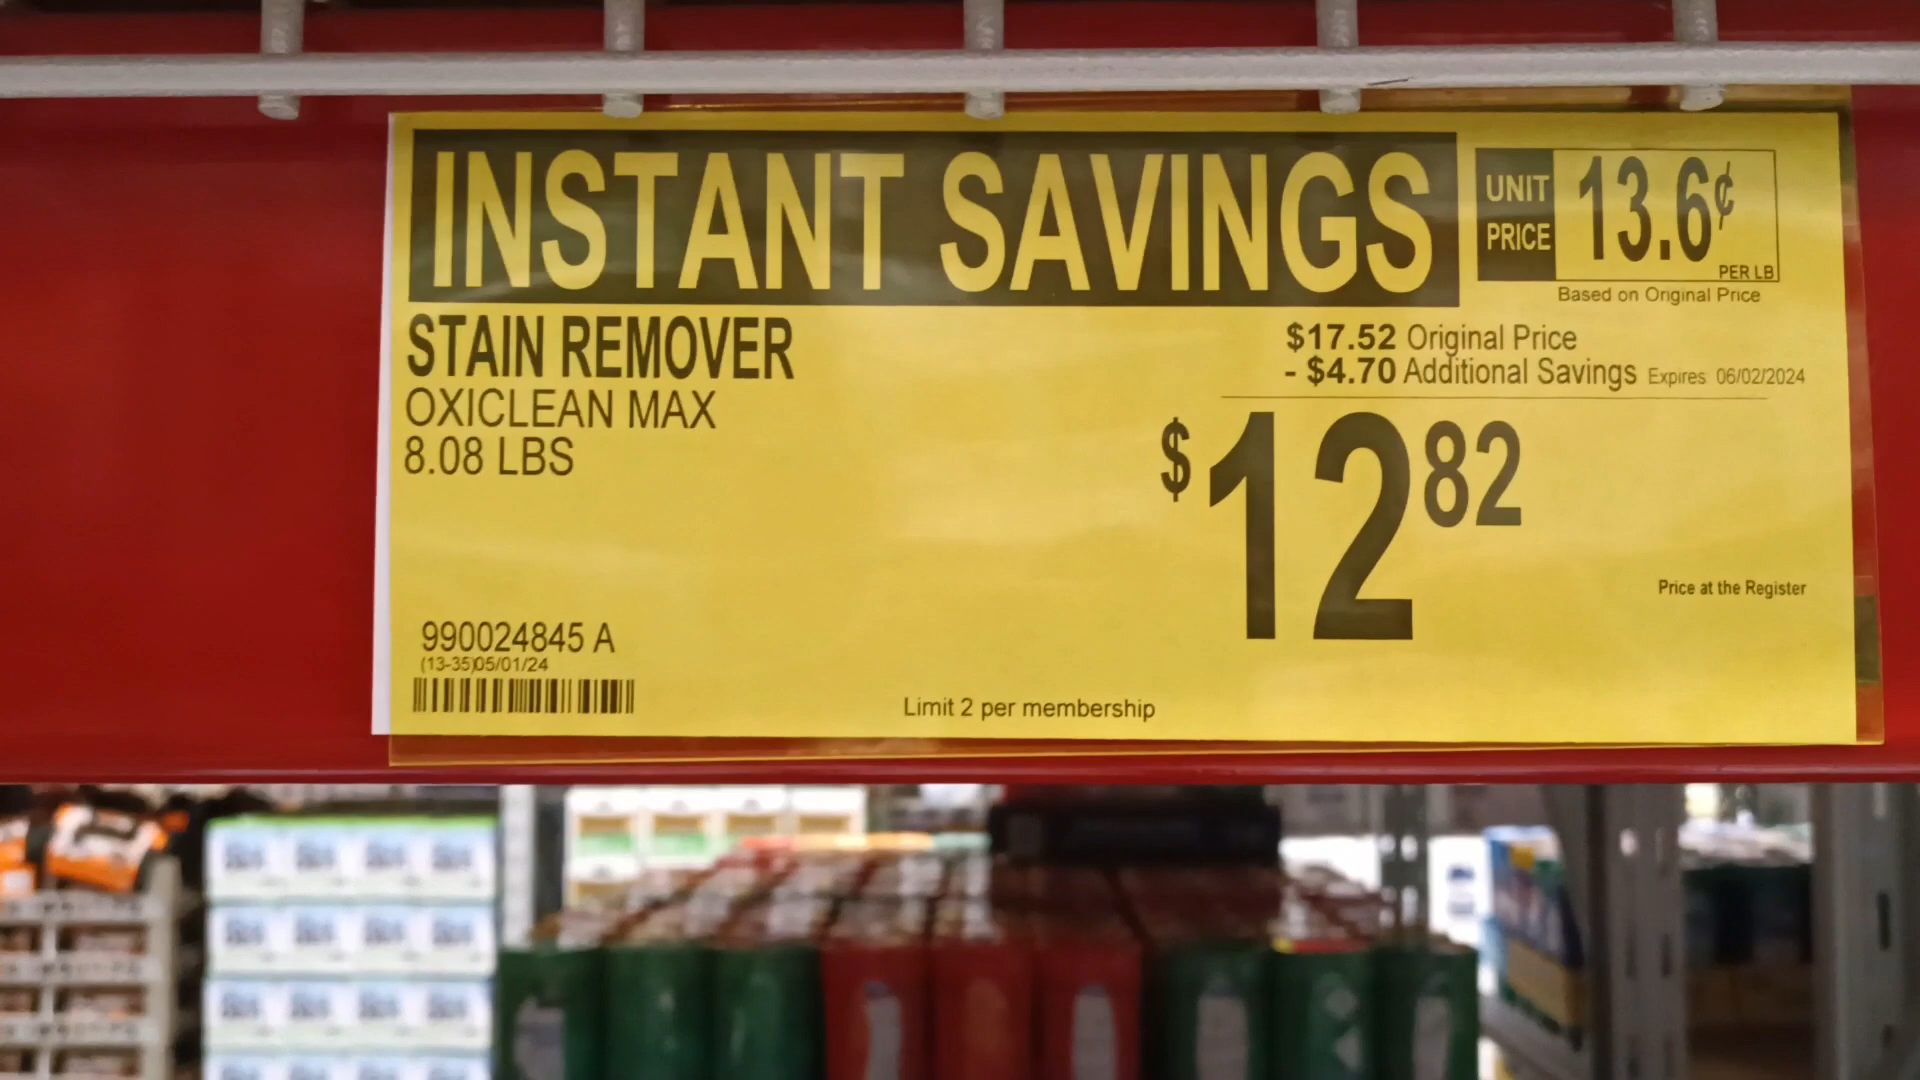 INSTANT SAVINGS
UNIT PRICE
13.6¢
PER LB
Based on Original Price
STAIN REMOVER
OXICLEAN MAX
8.08 LBS
$17.52 Original Price
- $4.70 Additional Savings Expires: 06/02/2024
$12 82
Price at the Register
990024845 A
(13-35)05/01/24
Limit 2 per membership